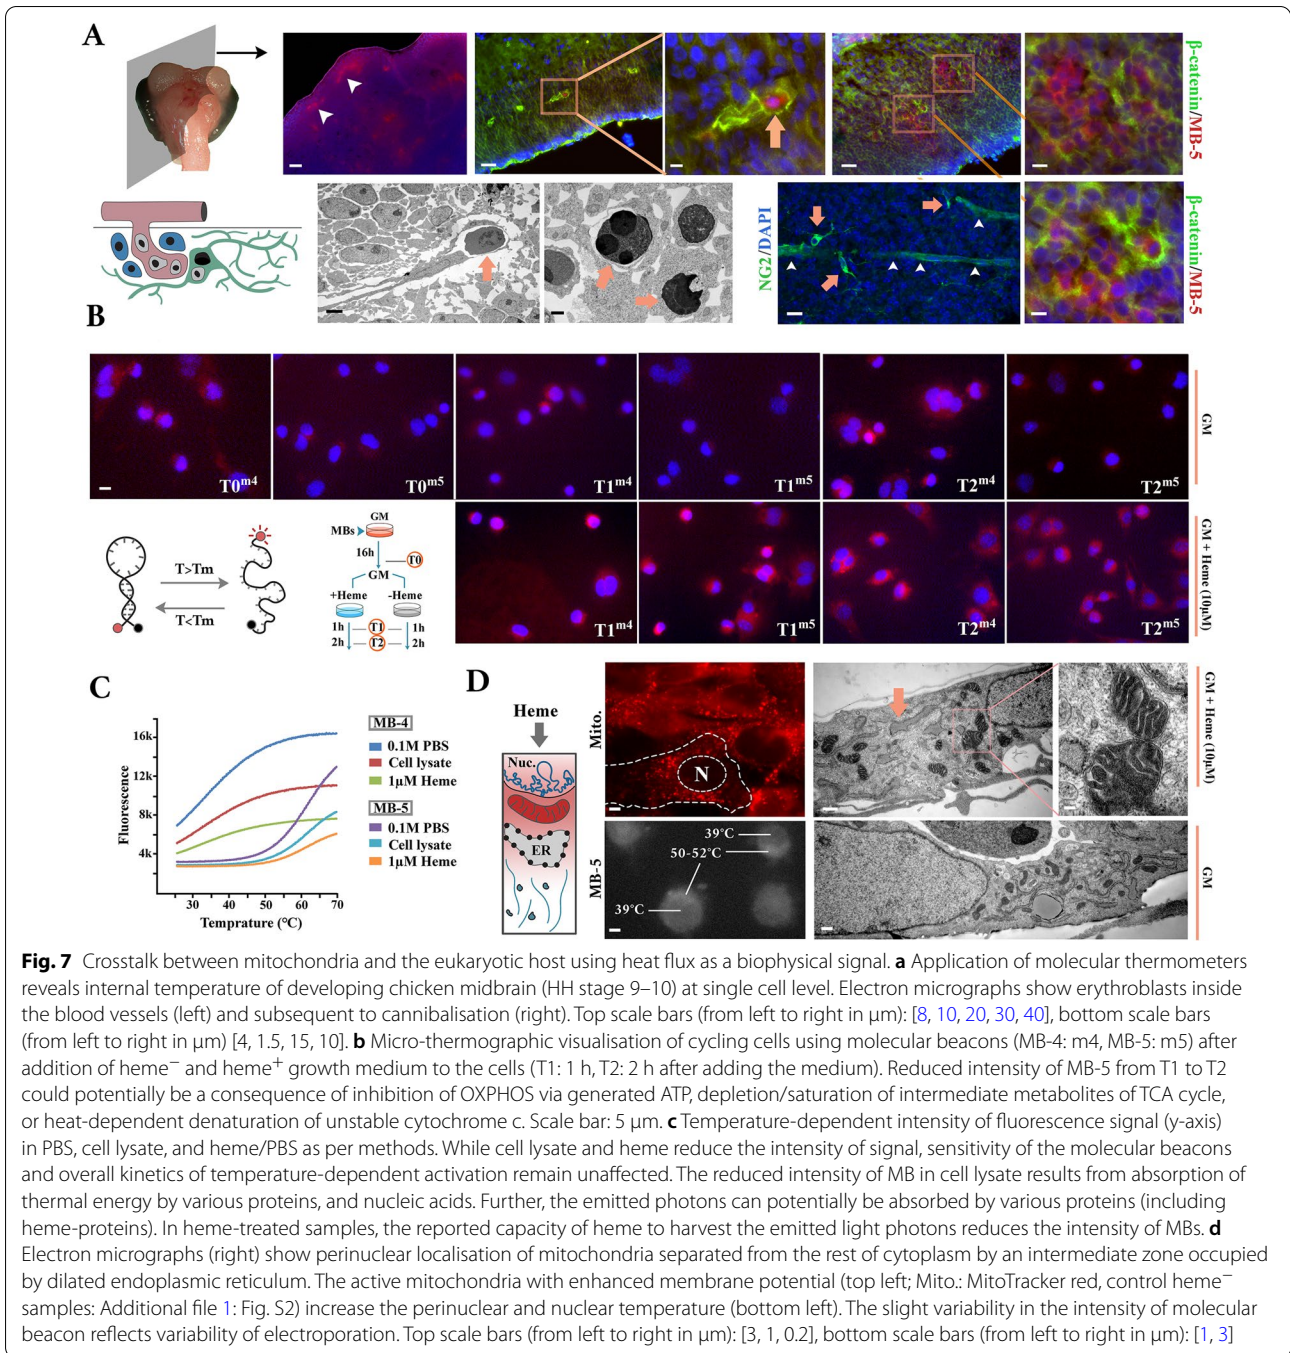 A
β-catenin/MB-5
NG2/DAPI
β-catenin/MB-5
B
T0m4
T0m5
T1m4
T1m5
T2m4
T2m5
GM
T>Tm
T<Tm
GM
MBs
16h
T0
GM
+Heme
-Heme
1h
T1
1h
2h
T2
2h
T1m4
T1m5
T2m4
T2m5
GM + Heme (10μM)
C
Fluorescence
16k
12k
8k
4k
30 40 50 60 70
Temprature (°C)
MB-4
0.1M PBS
Cell lysate
1μM Heme
MB-5
0.1M PBS
Cell lysate
1μM Heme
D
Heme
Nuc.
ER
Mito.
N
MB-5
39°C
50-52°C
39°C
GM + Heme (10μM)
GM
Fig. 7 Crosstalk between mitochondria and the eukaryotic host using heat flux as a biophysical signal. a Application of molecular thermometers
reveals internal temperature of developing chicken midbrain (HH stage 9–10) at single cell level. Electron micrographs show erythroblasts inside
the blood vessels (left) and subsequent to cannibalisation (right). Top scale bars (from left to right in μm): [8, 10, 20, 30, 40], bottom scale bars
(from left to right in μm) [4, 1.5, 15, 10]. b Micro-thermographic visualisation of cycling cells using molecular beacons (MB-4: m4, MB-5: m5) after
addition of heme− and heme+ growth medium to the cells (T1: 1 h, T2: 2 h after adding the medium). Reduced intensity of MB-5 from T1 to T2
could potentially be a consequence of inhibition of OXPHOS via generated ATP, depletion/saturation of intermediate metabolites of TCA cycle,
or heat-dependent denaturation of unstable cytochrome c. Scale bar: 5 μm. c Temperature-dependent intensity of fluorescence signal (y-axis)
in PBS, cell lysate, and heme/PBS as per methods. While cell lysate and heme reduce the intensity of signal, sensitivity of the molecular beacons
and overall kinetics of temperature-dependent activation remain unaffected. The reduced intensity of MB in cell lysate results from absorption of
thermal energy by various proteins, and nucleic acids. Further, the emitted photons can potentially be absorbed by various proteins (including
heme-proteins). In heme-treated samples, the reported capacity of heme to harvest the emitted light photons reduces the intensity of MBs. d
Electron micrographs (right) show perinuclear localisation of mitochondria separated from the rest of cytoplasm by an intermediate zone occupied
by dilated endoplasmic reticulum. The active mitochondria with enhanced membrane potential (top left; Mito.: MitoTracker red, control heme−
samples: Additional file 1: Fig. S2) increase the perinuclear and nuclear temperature (bottom left). The slight variability in the intensity of molecular
beacon reflects variability of electroporation. Top scale bars (from left to right in μm): [3, 1, 0.2], bottom scale bars (from left to right in μm): [1, 3]